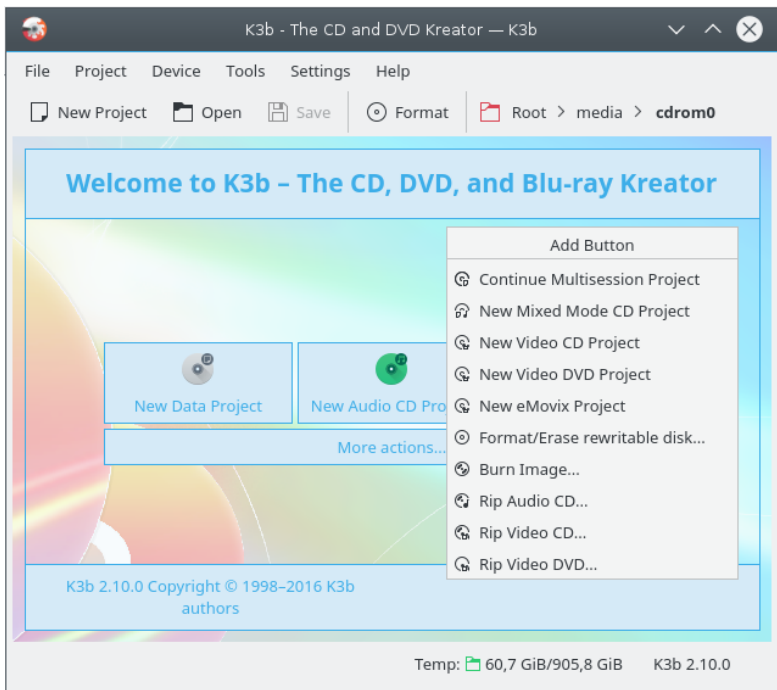 K3b - The CD and DVD Kreator — K3b
File Project Device Tools Settings Help
New Project Open Save Format Root > media > cdrom0
Welcome to K3b – The CD, DVD, and Blu-ray Kreator
Add Button
Continue Multisession Project
New Mixed Mode CD Project
New Video CD Project
New Video DVD Project
New eMovix Project
Format/Erase rewritable disk...
Burn Image...
Rip Audio CD...
Rip Video CD...
Rip Video DVD...
New Data Project New Audio CD Pro
More actions...
K3b 2.10.0 Copyright © 1998–2016 K3b
authors
Temp: 60,7 GiB/905,8 GiB K3b 2.10.0